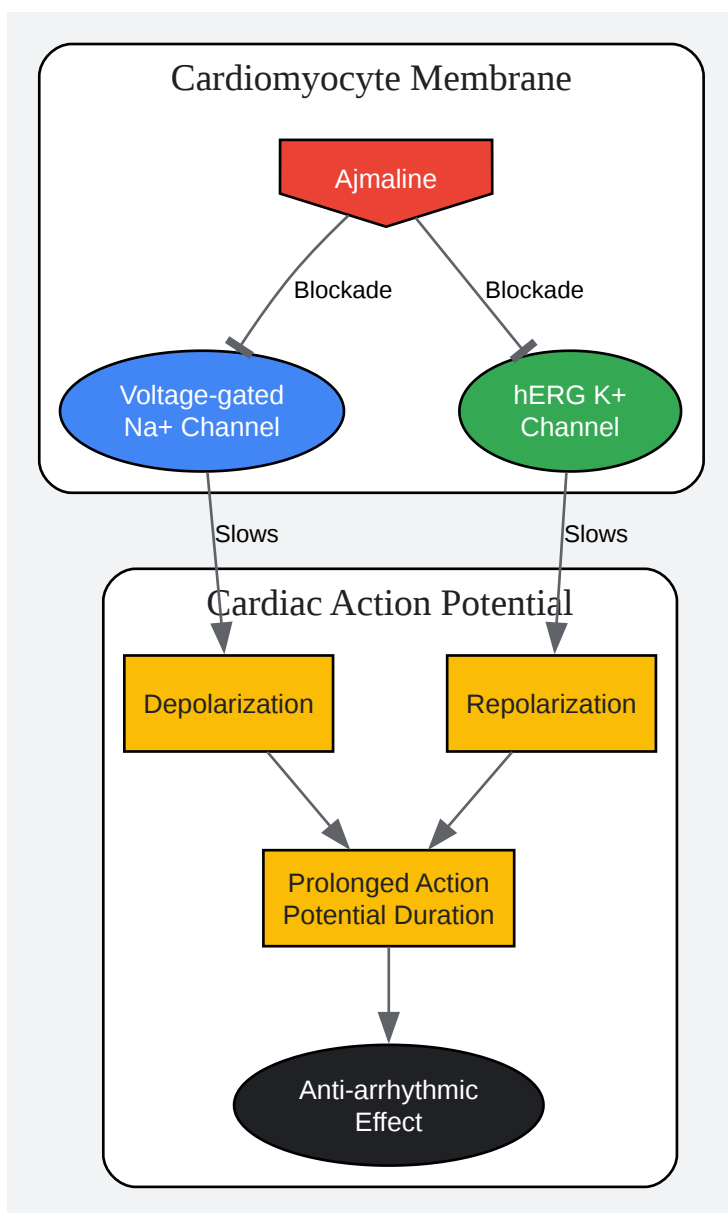 Cardiomyocyte Membrane
Ajmaline
Blockade
Blockade
Voltage-gated
Na+ Channel
hERG K+
Channel
Slows
Slows
Cardiac Action Potential
Depolarization
Repolarization
Prolonged Action
Potential Duration
Anti-arrhythmic
Effect